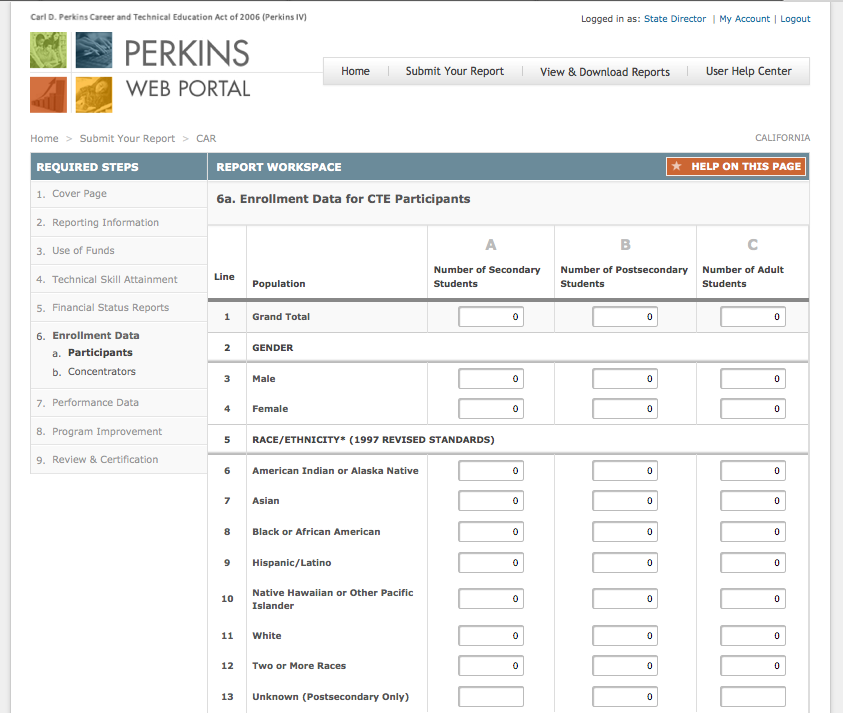 Carl D. Perkins Career and Technical Education Act of 2006 (Perkins IV)
Logged in as: State Director | My Account | Logout
PERKINS
WEB PORTAL
Home | Submit Your Report | View & Download Reports | User Help Center
Home > Submit Your Report > CAR
CALIFORNIA
REQUIRED STEPS
1. Cover Page
2. Reporting Information
3. Use of Funds
4. Technical Skill Attainment
5. Financial Status Reports
6. Enrollment Data
a. Participants
b. Concentrators
7. Performance Data
8. Program Improvement
9. Review & Certification
REPORT WORKSPACE
★ HELP ON THIS PAGE
6a. Enrollment Data for CTE Participants
A B C
Line Population Number of Secondary Students Number of Postsecondary Students Number of Adult Students
1 Grand Total 0 0 0
2 GENDER
3 Male 0 0 0
4 Female 0 0 0
5 RACE/ETHNICITY* (1997 REVISED STANDARDS)
6 American Indian or Alaska Native 0 0 0
7 Asian 0 0 0
8 Black or African American 0 0 0
9 Hispanic/Latino 0 0 0
10 Native Hawaiian or Other Pacific Islander 0 0 0
11 White 0 0 0
12 Two or More Races 0 0 0
13 Unknown (Postsecondary Only) 0